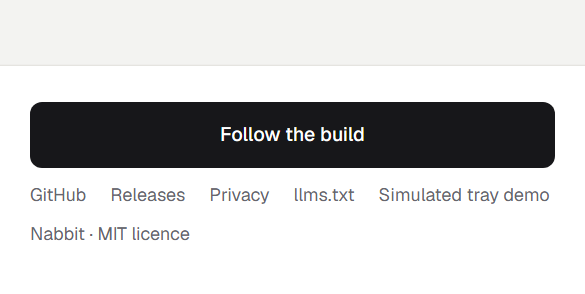 Follow the build
GitHub Releases Privacy llms.txt Simulated tray demo
Nabbit · MIT licence